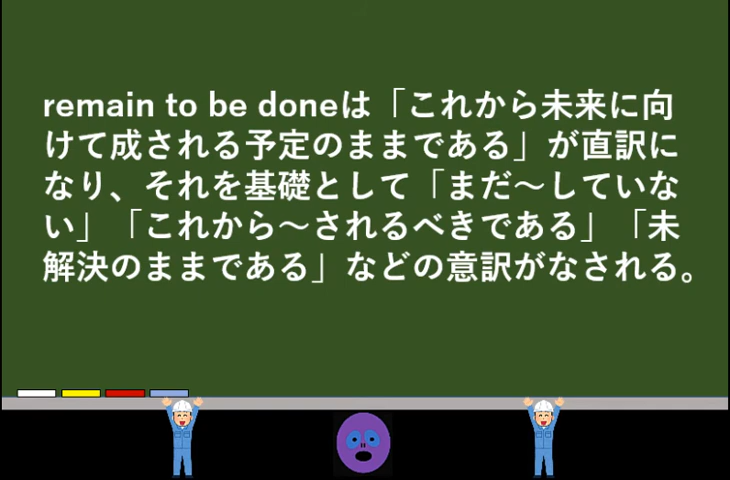 remain to be doneは「これから未来に向
けて成される予定のままである」が直訳に
なり、それを基礎として「まだ〜していな
い」「これから〜されるべきである」「未
解決のままである」などの意訳がなされる。